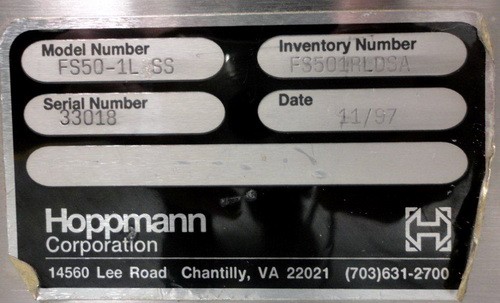 Model Number Inventory Number
FS50-1L SS FS501RLDSA
Serial Number Date
33018 11/97
Hoppmann
Corporation
14560 Lee Road Chantilly, VA 22021 (703)631-2700